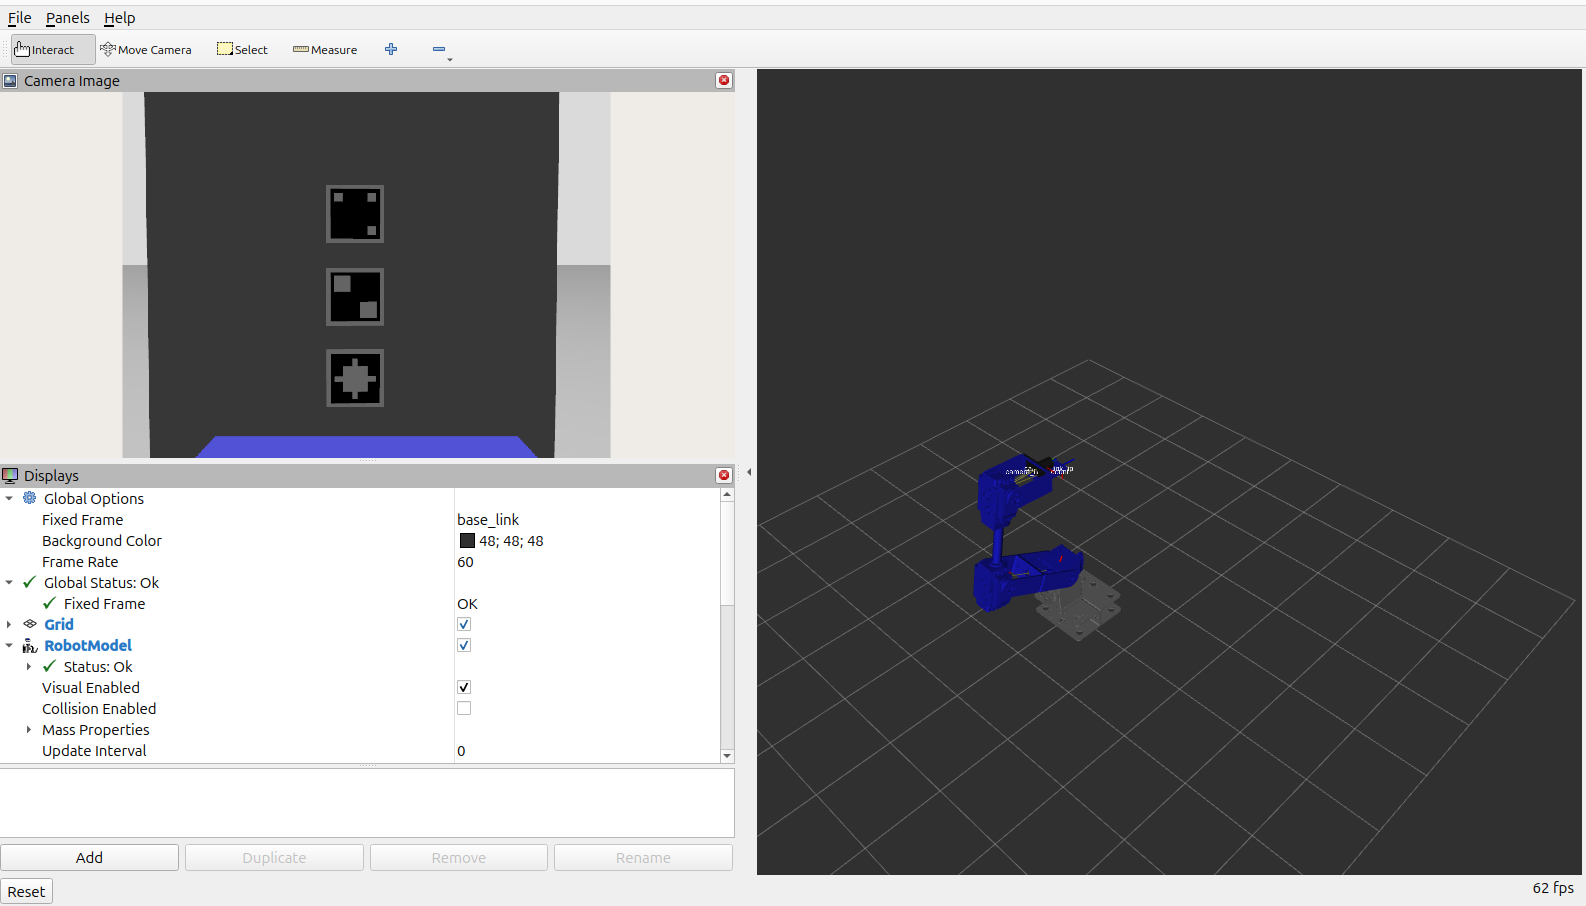 File Panels Help
Interact Move Camera Select Measure
Camera Image
Displays
Global Options
Fixed Frame base_link
Background Color 48; 48; 48
Frame Rate 60
Global Status: Ok
Fixed Frame OK
Grid
RobotModel
Status: Ok
Visual Enabled
Collision Enabled
Mass Properties
Update Interval 0
Add Duplicate Remove Rename
Reset
62 fps